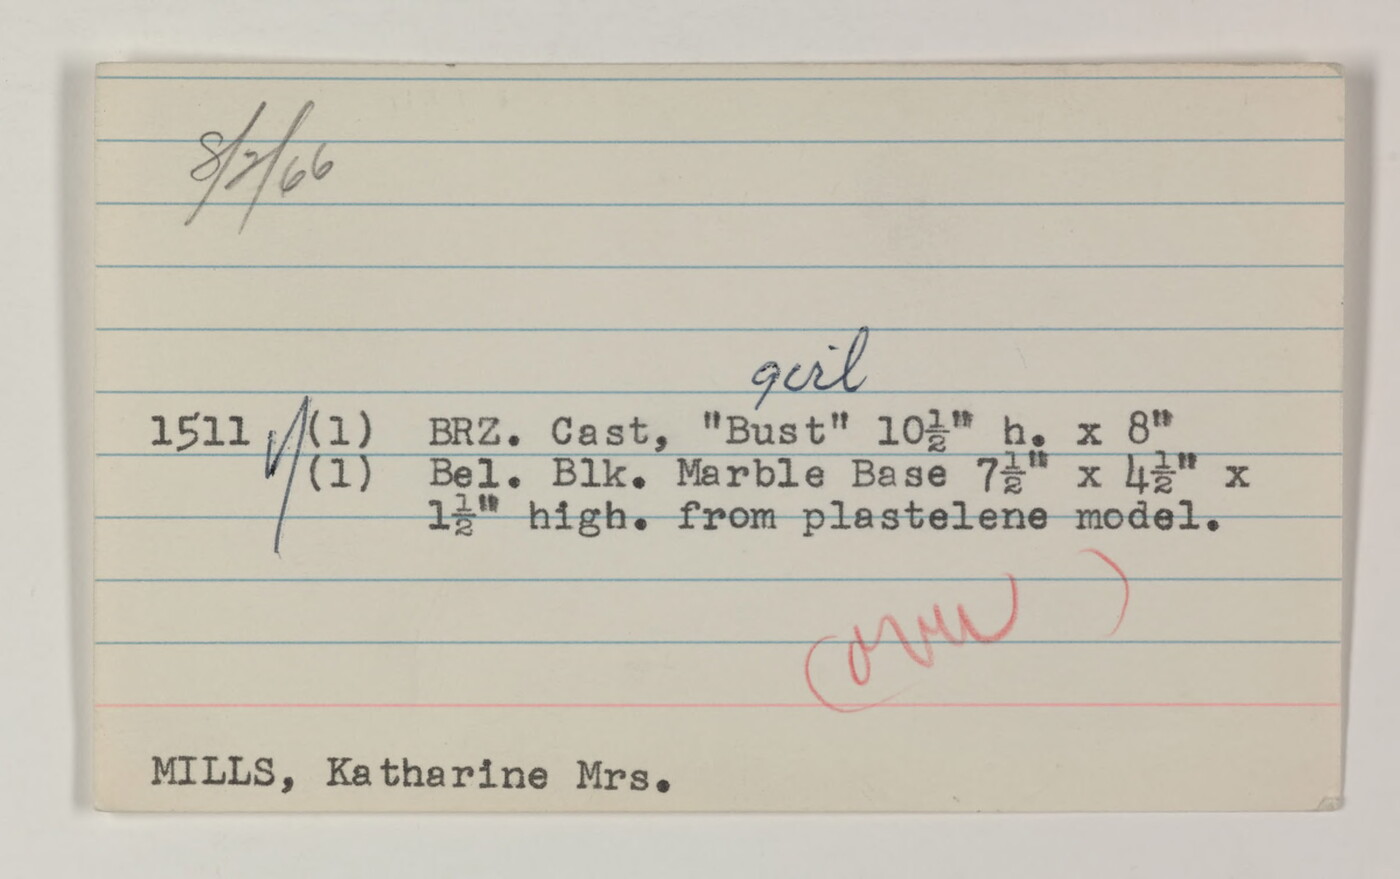 8/2/66
girl
1511 (1) BRZ. Cast, "Bust" 10½" h. x 8"
(1) Bel. Blk. Marble Base 7½" x 4½" x
1½" high. from plastelene model.
(over)
MILLS, Katharine Mrs.